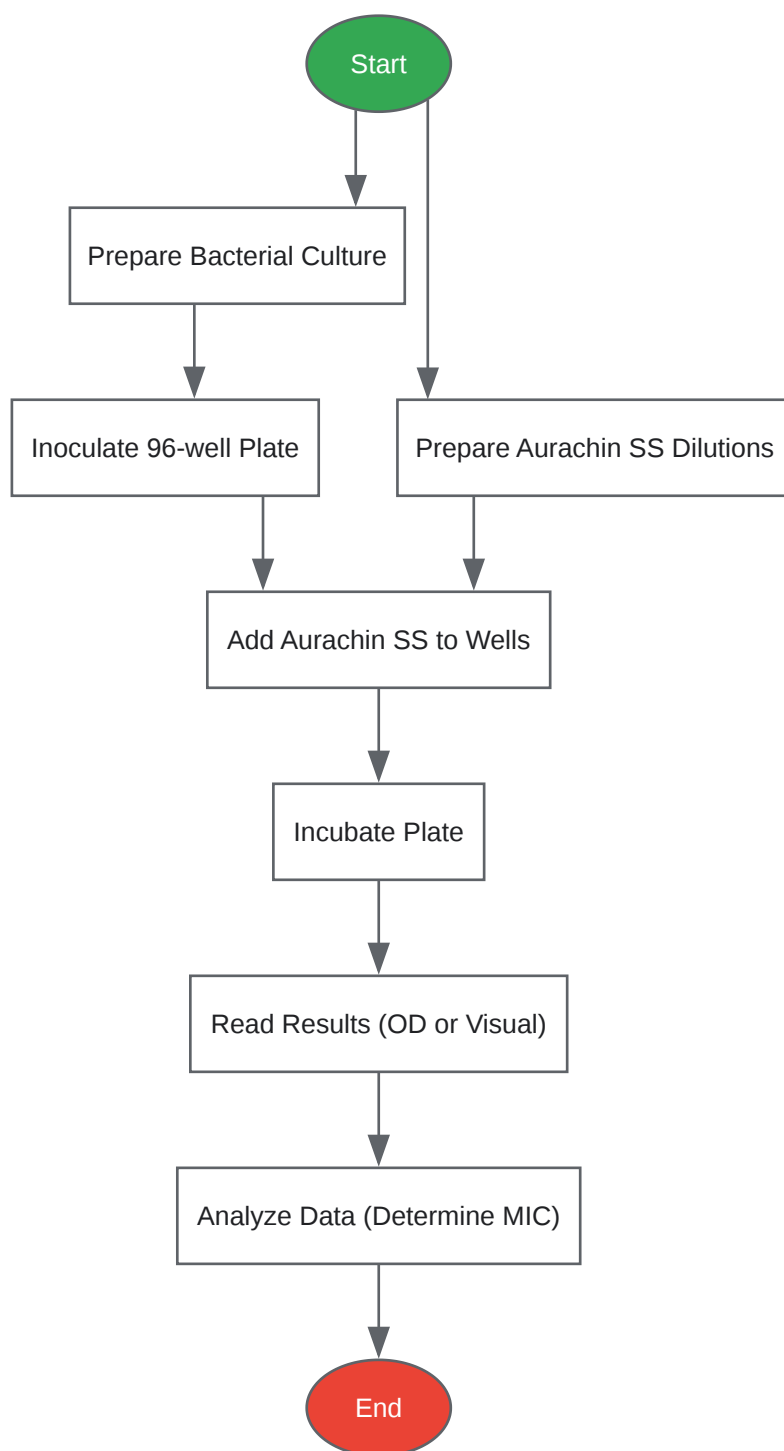 Start
Prepare Bacterial Culture
Inoculate 96-well Plate
Prepare Aurachin SS Dilutions
Add Aurachin SS to Wells
Incubate Plate
Read Results (OD or Visual)
Analyze Data (Determine MIC)
End